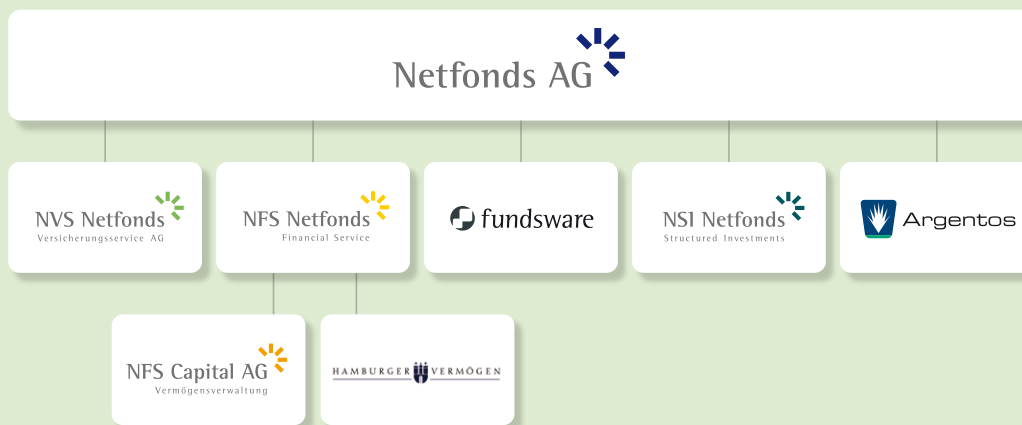 Netfonds AG
NVS Netfonds
Versicherungsservice AG
NFS Netfonds
Financial Service
fundsware
NSI Netfonds
Structured Investments
Argentos
NFS Capital AG
Vermögensverwaltung
HAMBURGER VERMÖGEN